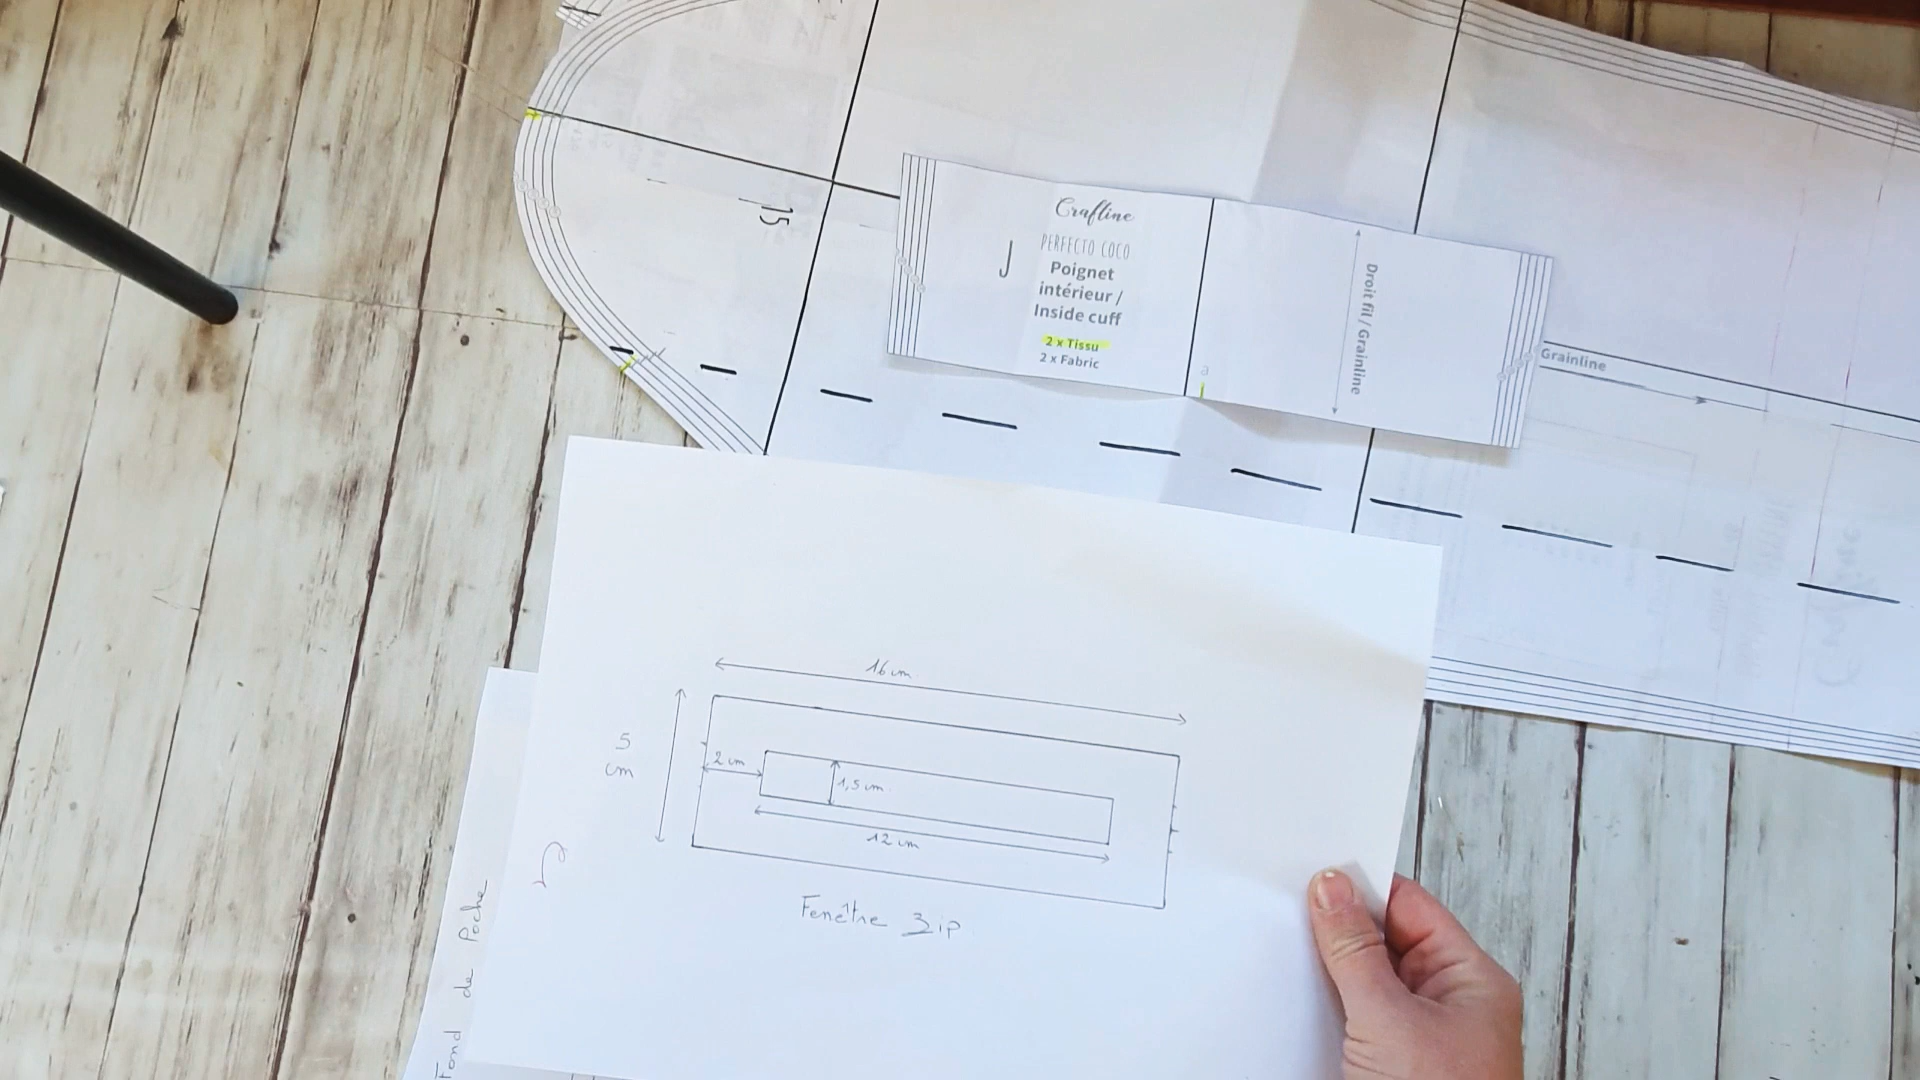 15
Crafline
J
PERFECTO COCO
Poignet
intérieur /
Inside cuff
2 x Tissu
2 x Fabric
a
Droit fil / Grainline
Grainline
16 cm
5
cm
2 cm
1,5 cm
12 cm
Fenêtre Zip
Fond de Poche